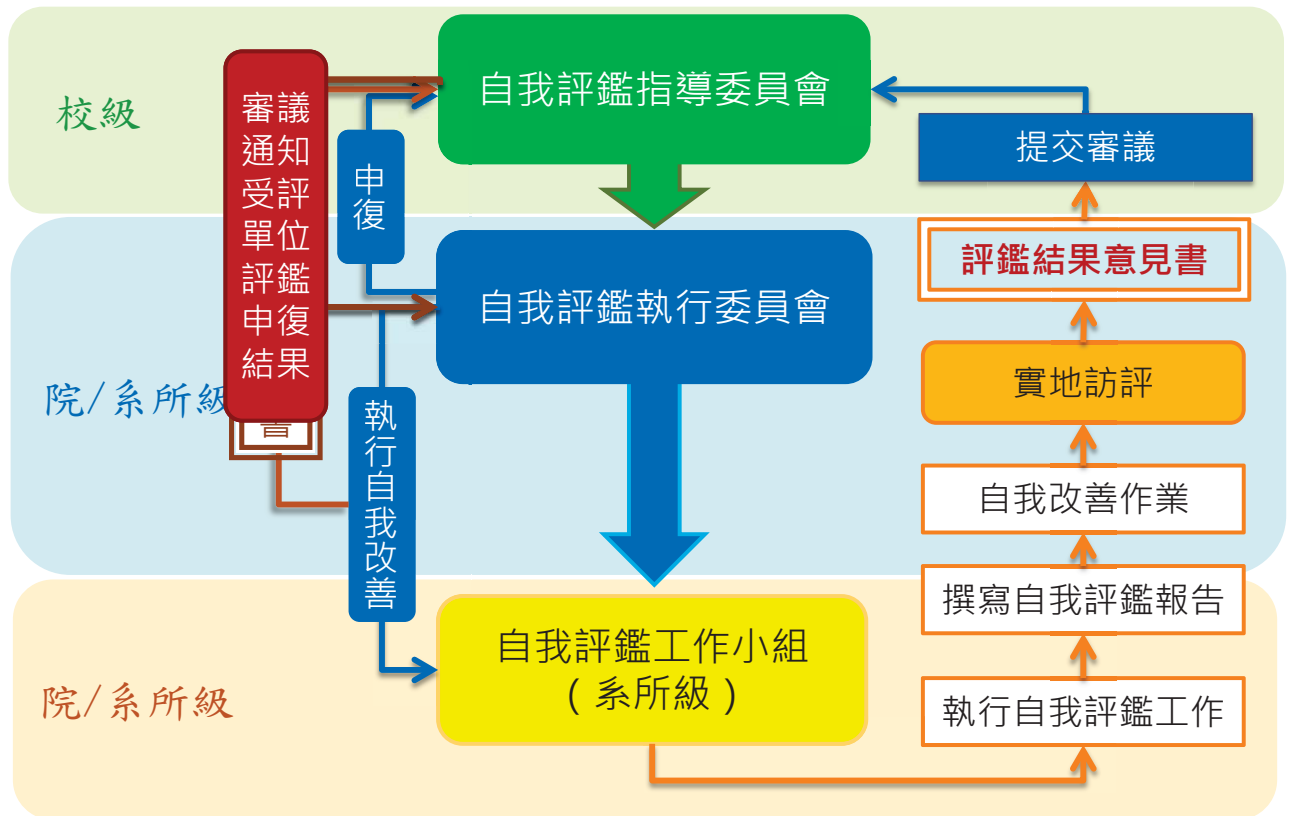 校級
審議
通知
受評
單位
評鑑
申復
結果
書
申復
自我評鑑指導委員會
提交審議
院/系所級
自我評鑑執行委員會
執行自我改善
評鑑結果意見書
實地訪評
自我改善作業
撰寫自我評鑑報告
院/系所級
自我評鑑工作小組
(系所級)
執行自我評鑑工作